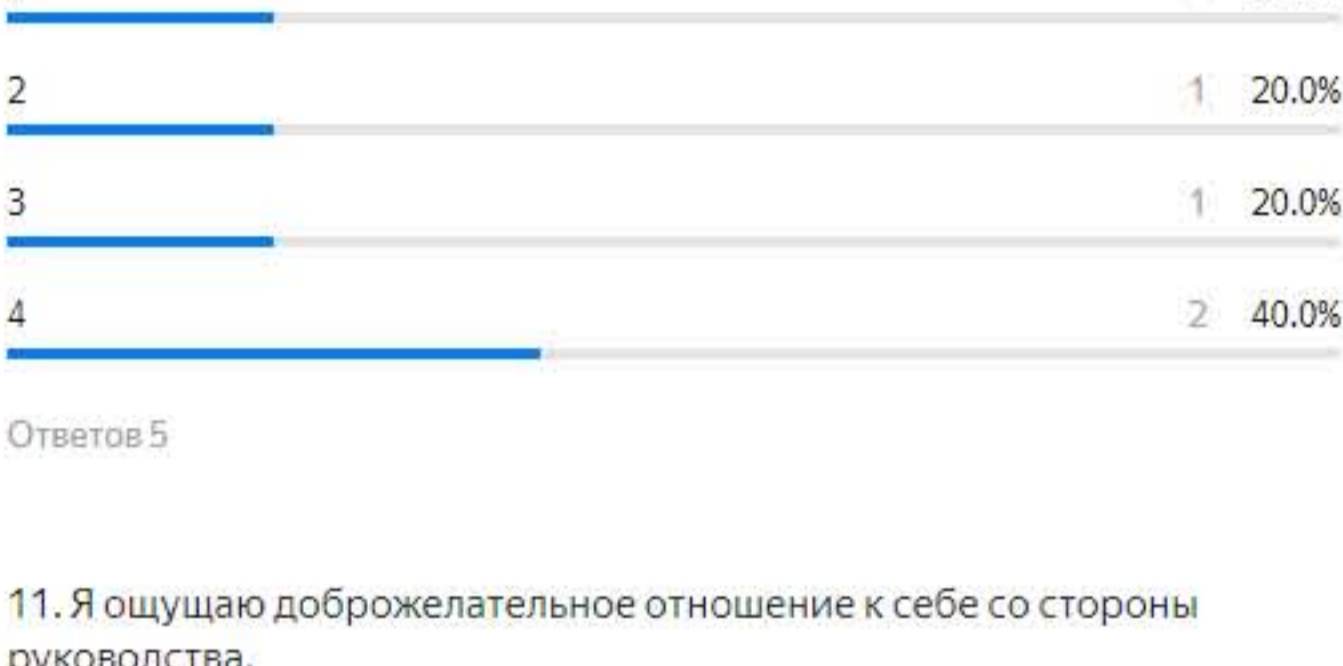 2 1 20.0%
3 1 20.0%
4 2 40.0%
Ответов 5
11. Я ощущаю доброжелательное отношение к себе со стороны
руководства.